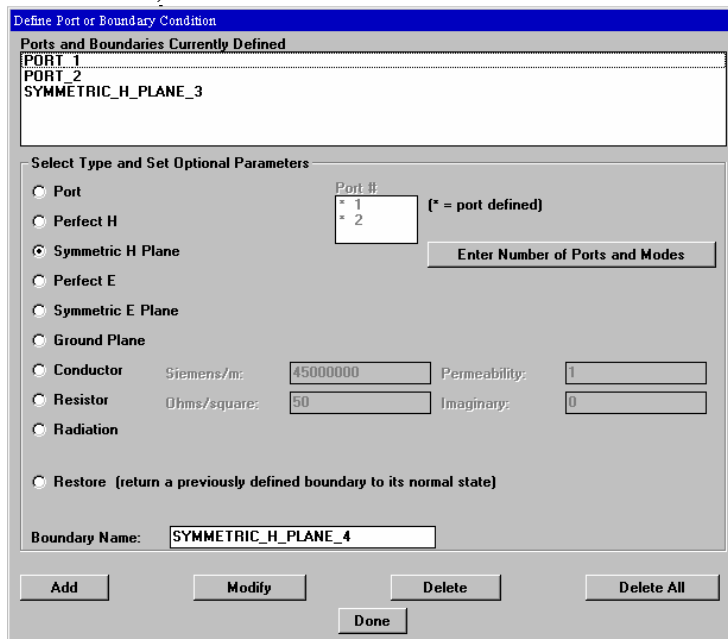 Define Port or Boundary Condition
Ports and Boundaries Currently Defined
PORT_1
PORT_2
SYMMETRIC_H_PLANE_3
Select Type and Set Optional Parameters
Port
Port #
* 1
* 2
(* = port defined)
Perfect H
Symmetric H Plane
Enter Number of Ports and Modes
Perfect E
Symmetric E Plane
Ground Plane
Conductor Siemens/m: 45000000 Permeability: 1
Resistor Ohms/square: 50 Imaginary: 0
Radiation
Restore (return a previously defined boundary to its normal state)
Boundary Name: SYMMETRIC_H_PLANE_4
Add Modify Delete Delete All
Done